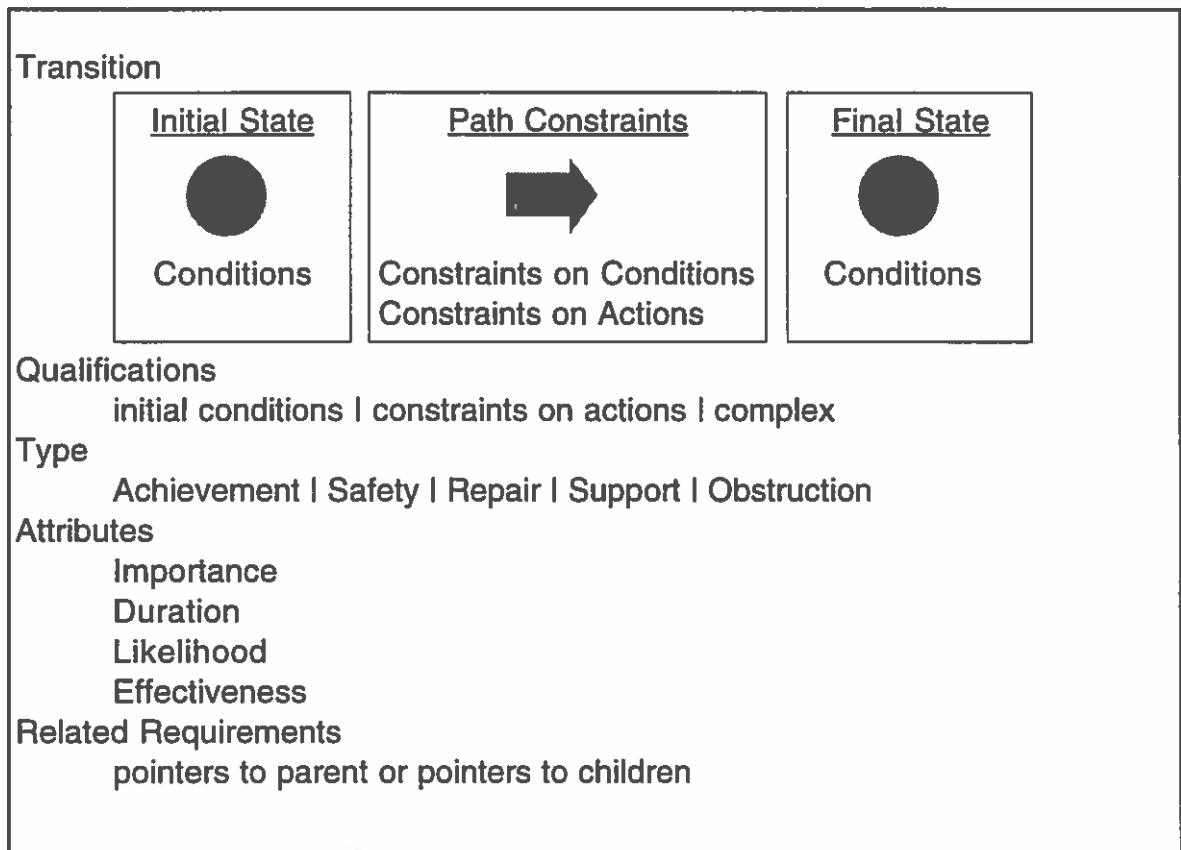 Transition
Initial State
Conditions
Path Constraints
Constraints on Conditions
Constraints on Actions
Final State
Conditions
Qualifications
initial conditions | constraints on actions | complex
Type
Achievement | Safety | Repair | Support | Obstruction
Attributes
Importance
Duration
Likelihood
Effectiveness
Related Requirements
pointers to parent or pointers to children